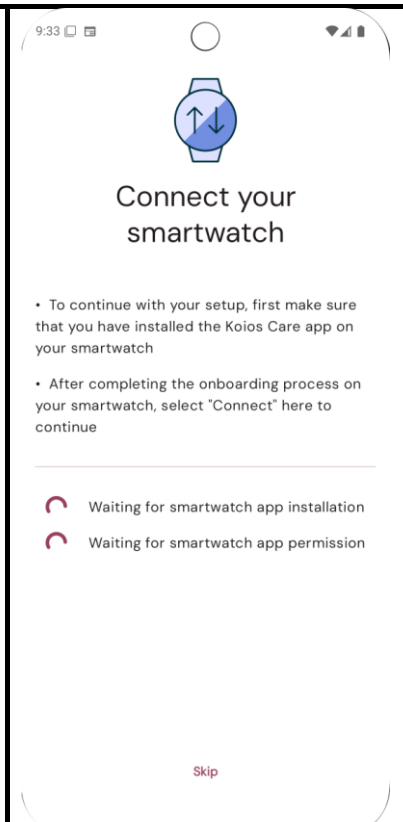 9:33
Connect your
smartwatch
• To continue with your setup, first make sure
that you have installed the Koios Care app on
your smartwatch
• After completing the onboarding process on
your smartwatch, select "Connect" here to
continue
Waiting for smartwatch app installation
Waiting for smartwatch app permission
Skip